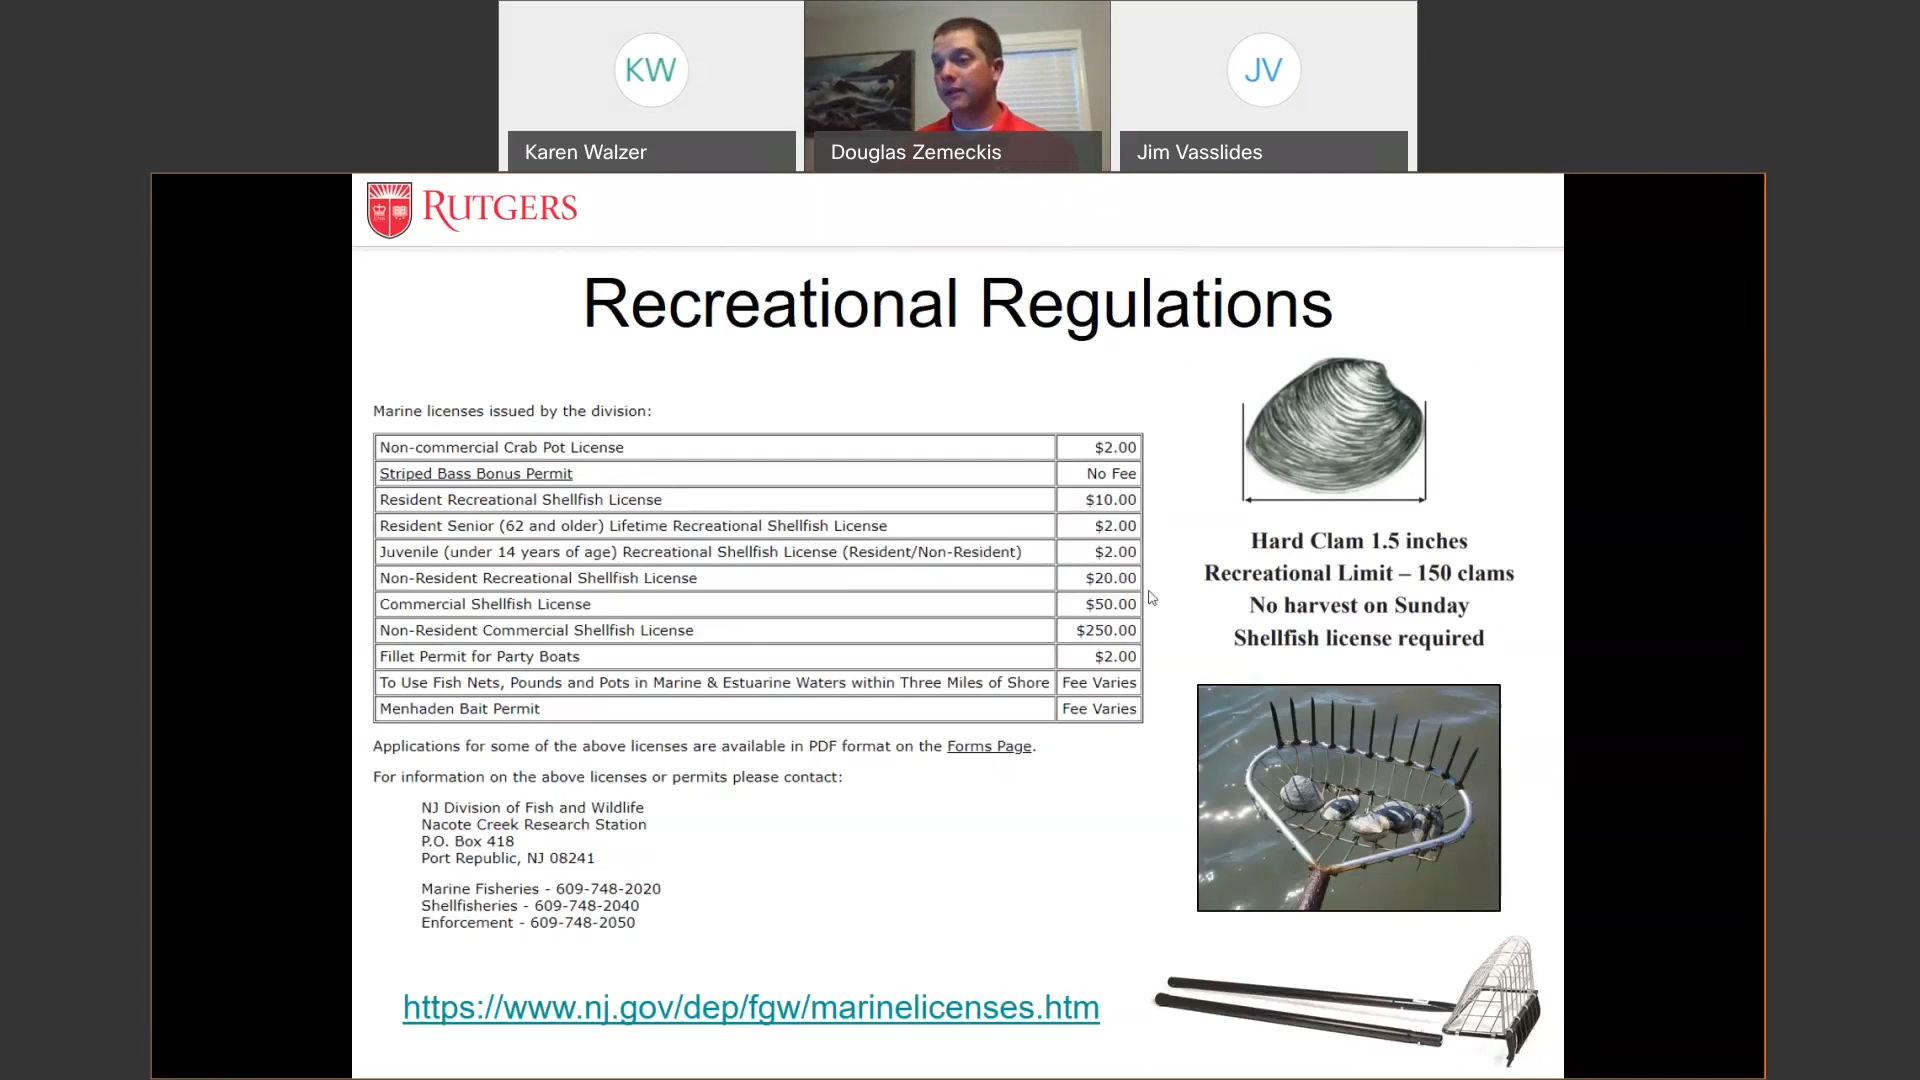 KW
JV
Karen Walzer
Douglas Zemeckis
Jim Vasslides
RUTGERS
Recreational Regulations
Marine licenses issued by the division:
Non-commercial Crab Pot License $2.00
Striped Bass Bonus Permit No Fee
Resident Recreational Shellfish License $10.00
Resident Senior (62 and older) Lifetime Recreational Shellfish License $2.00
Juvenile (under 14 years of age) Recreational Shellfish License (Resident/Non-Resident) $2.00
Non-Resident Recreational Shellfish License $20.00
Commercial Shellfish License $50.00
Non-Resident Commercial Shellfish License $250.00
Fillet Permit for Party Boats $2.00
To Use Fish Nets, Pounds and Pots in Marine & Estuarine Waters within Three Miles of Shore Fee Varies
Menhaden Bait Permit Fee Varies
Applications for some of the above licenses are available in PDF format on the Forms Page.
For information on the above licenses or permits please contact:
NJ Division of Fish and Wildlife
Nacote Creek Research Station
P.O. Box 418
Port Republic, NJ 08241
Marine Fisheries - 609-748-2020
Shellfisheries - 609-748-2040
Enforcement - 609-748-2050
https://www.nj.gov/dep/fgw/marinelicenses.htm
Hard Clam 1.5 inches
Recreational Limit – 150 clams
No harvest on Sunday
Shellfish license required